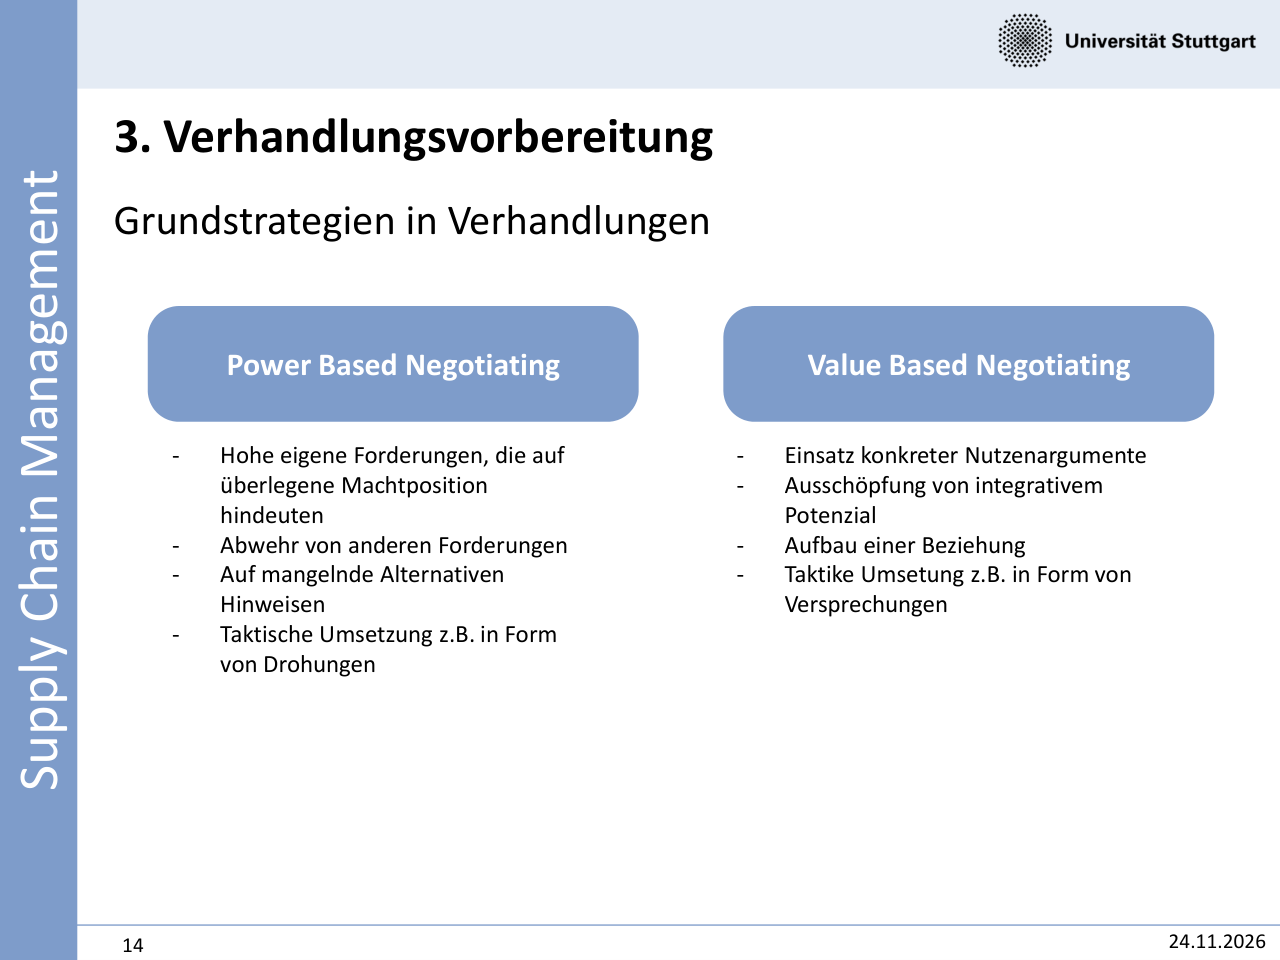 Universität Stuttgart
Supply Chain Management
3. Verhandlungsvorbereitung
Grundstrategien in Verhandlungen
Power Based Negotiating
- Hohe eigene Forderungen, die auf
überlegene Machtposition
hindeuten
- Abwehr von anderen Forderungen
- Auf mangelnde Alternativen
Hinweisen
- Taktische Umsetzung z.B. in Form
von Drohungen
Value Based Negotiating
- Einsatz konkreter Nutzenargumente
- Ausschöpfung von integrativem
Potenzial
- Aufbau einer Beziehung
- Taktike Umsetung z.B. in Form von
Versprechungen
14
24.11.2026